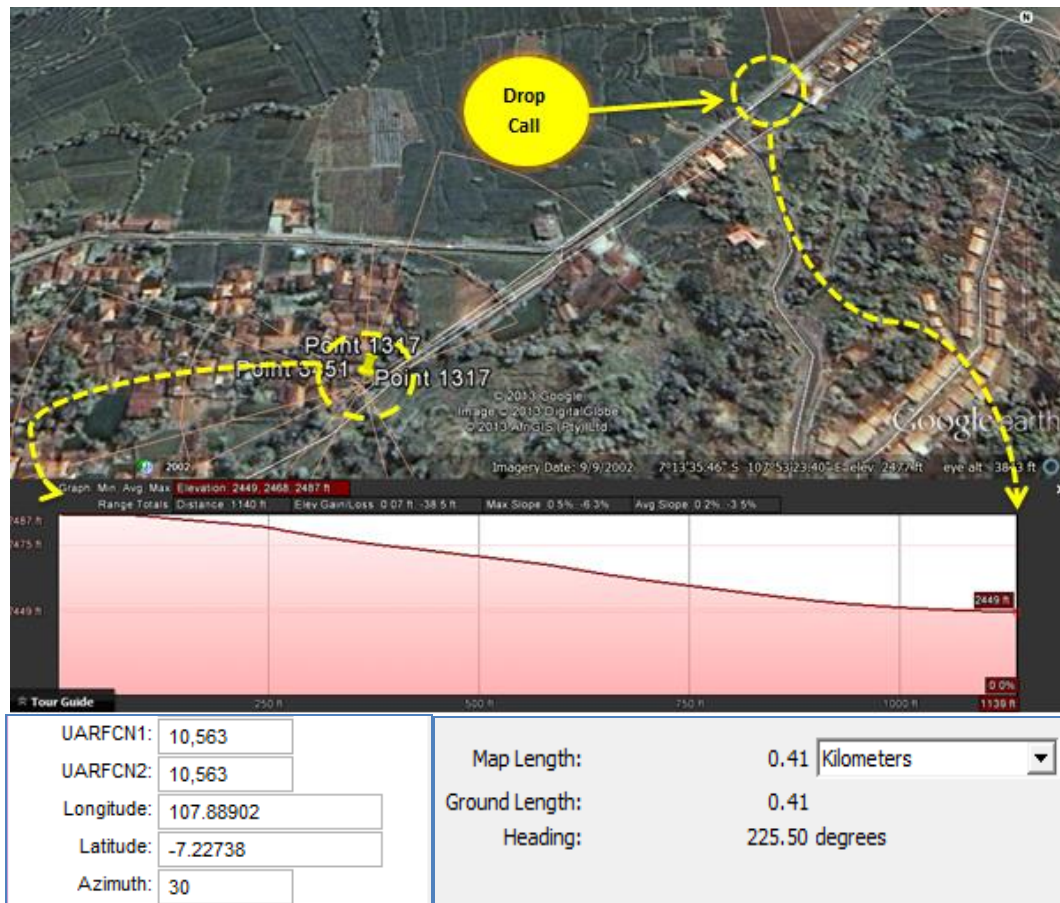 N
Drop
Call
Point 1317
Point 3451
Point 1317
© 2013 Google
Image © 2013 DigitalGlobe
© 2013 AfriGIS (Pty) Ltd
Google earth
2002
Imagery Date: 9/9/2002 7°13'35.46" S 107°53'23.40" E elev 2477 ft eye alt
Graph: Min, Avg, Max Elevation: 2449, 2468, 2487 ft
Range Totals: Distance: 1140 ft Elev Gain/Loss: 0.07 ft, -38.5 ft Max Slope: 0.5%, -6.3% Avg Slope: 0.2%, -3.5%
2487 ft
2475 ft
2449 ft
2449 ft
0.0%
Tour Guide
250 ft 500 ft 750 ft 1000 ft 1139 ft
UARFCN1: 10,563
UARFCN2: 10,563
Longitude: 107.88902
Latitude: -7.22738
Azimuth: 30
Map Length: 0.41 Kilometers
Ground Length: 0.41
Heading: 225.50 degrees